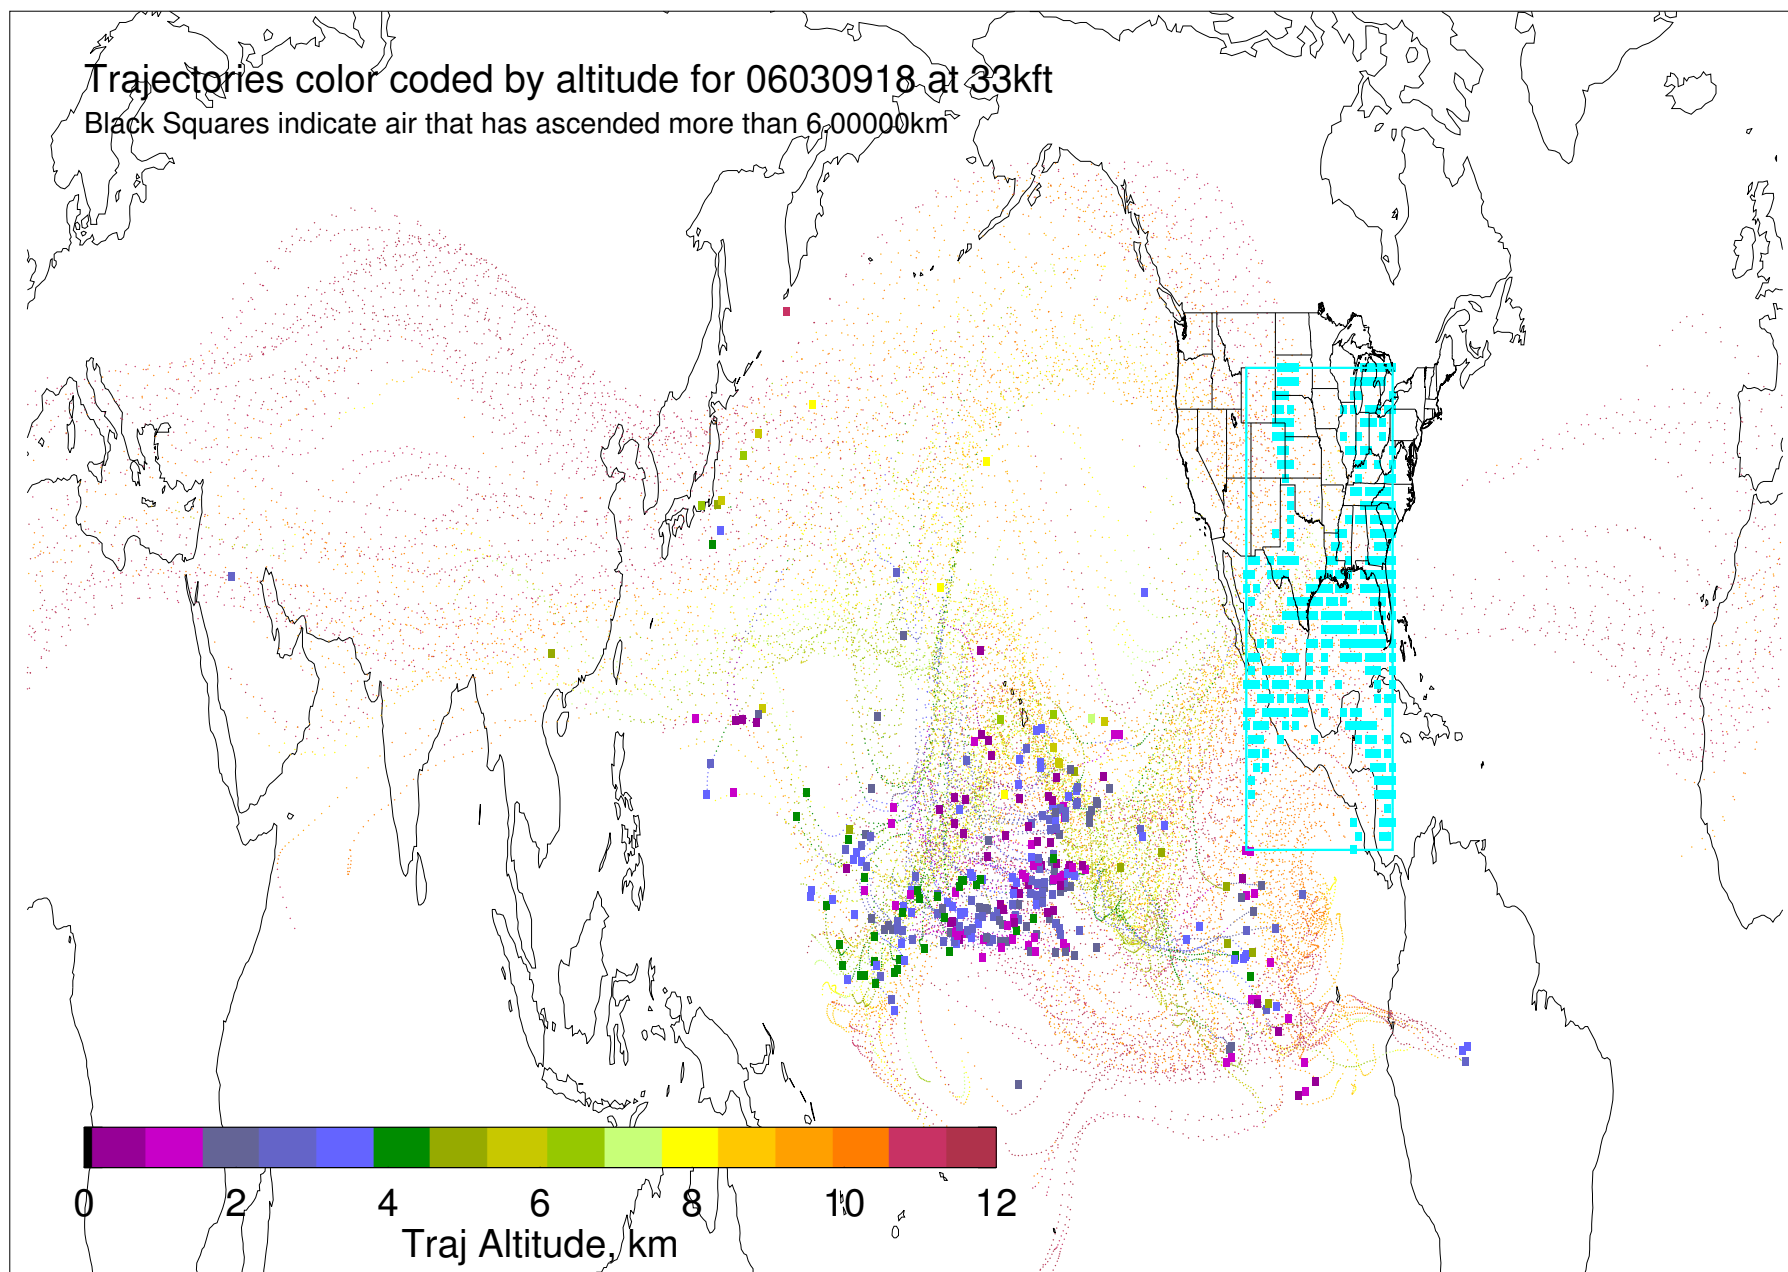 Trajectories color coded by altitude for 06030918 at 33kft
Black Squares indicate air that has ascended more than 6.00000km
0 2 4 6 8 10 12
Traj Altitude, km